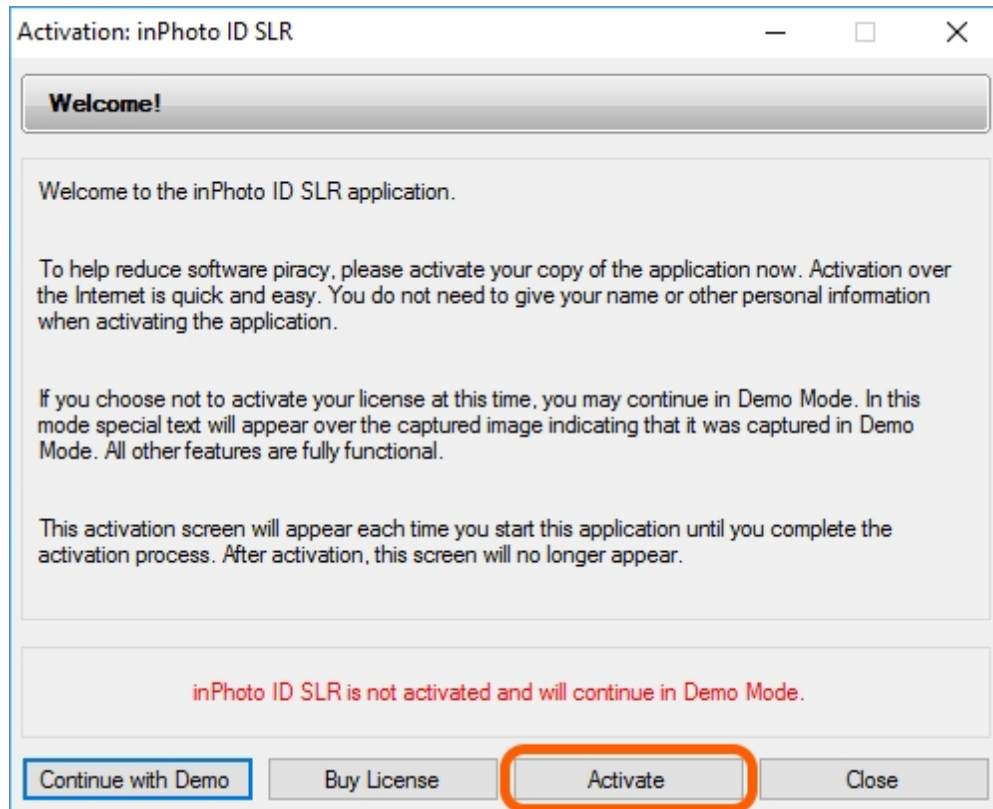 Activation: inPhoto ID SLR
Welcome!
Welcome to the inPhoto ID SLR application.
To help reduce software piracy, please activate your copy of the application now. Activation over
the Internet is quick and easy. You do not need to give your name or other personal information
when activating the application.
If you choose not to activate your license at this time, you may continue in Demo Mode. In this
mode special text will appear over the captured image indicating that it was captured in Demo
Mode. All other features are fully functional.
This activation screen will appear each time you start this application until you complete the
activation process. After activation, this screen will no longer appear.
inPhoto ID SLR is not activated and will continue in Demo Mode.
Continue with Demo Buy License Activate Close